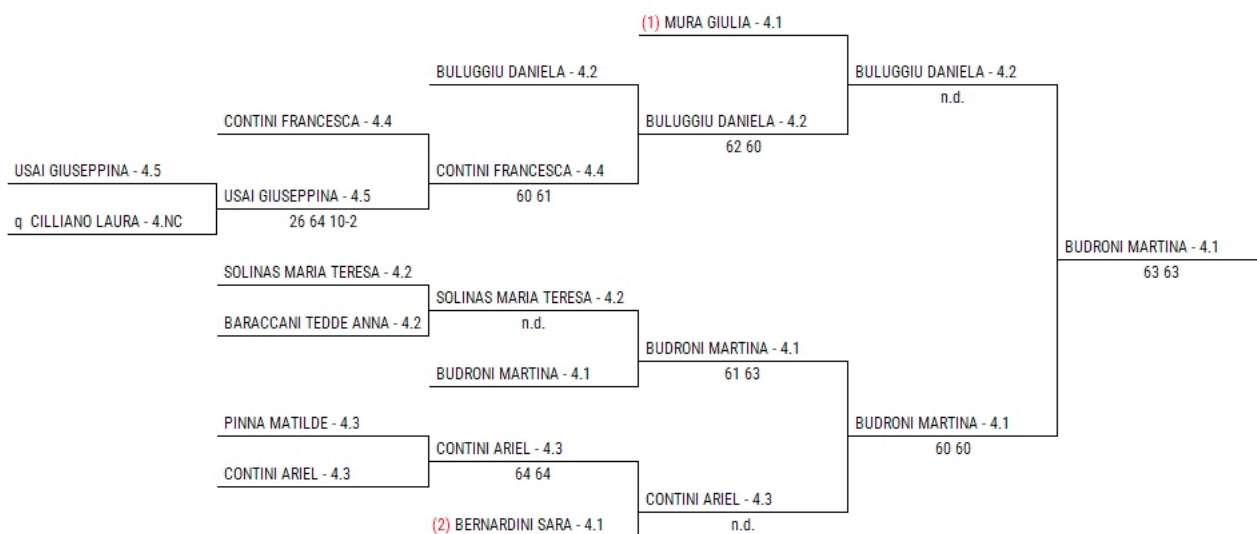 (1) MURA GIULIA - 4.1
BULUGGIU DANIELA - 4.2
BULUGGIU DANIELA - 4.2
n.d.
CONTINI FRANCESCA - 4.4
BULUGGIU DANIELA - 4.2
62 60
USAI GIUSEPPINA - 4.5
CONTINI FRANCESCA - 4.4
60 61
USAI GIUSEPPINA - 4.5
26 64 10-2
q CILLIANO LAURA - 4.NC
BUDRONI MARTINA - 4.1
63 63
SOLINAS MARIA TERESA - 4.2
SOLINAS MARIA TERESA - 4.2
n.d.
BARACCANI TEDDE ANNA - 4.2
BUDRONI MARTINA - 4.1
61 63
BUDRONI MARTINA - 4.1
PINNA MATILDE - 4.3
BUDRONI MARTINA - 4.1
60 60
CONTINI ARIEL - 4.3
64 64
CONTINI ARIEL - 4.3
CONTINI ARIEL - 4.3
n.d.
(2) BERNARDINI SARA - 4.1